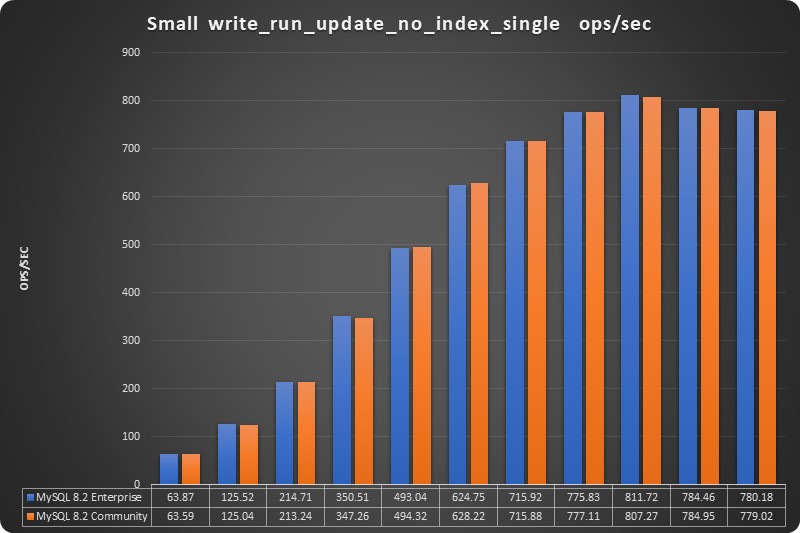 Small write_run_update_no_index_single ops/sec
900
800
700
600
500
400
300
200
100
0
OPS/SEC
MySQL 8.2 Enterprise 63.87 125.52 214.71 350.51 493.04 624.75 715.92 775.83 811.72 784.46 780.18
MySQL 8.2 Community 63.59 125.04 213.24 347.26 494.32 628.22 715.88 777.11 807.27 784.95 779.02